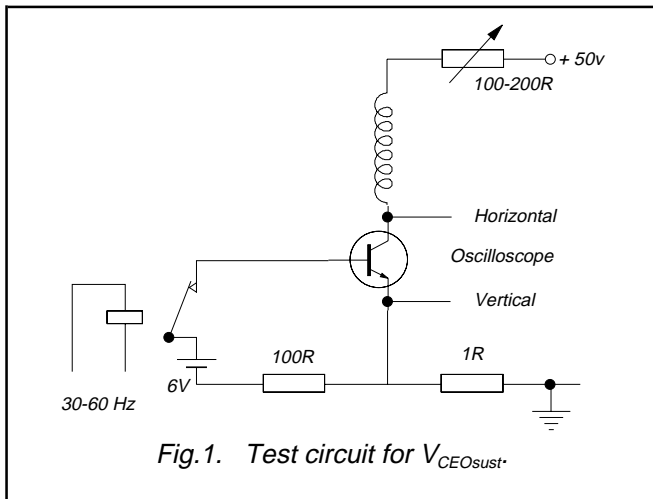 + 50v
100-200R
Horizontal
Oscilloscope
Vertical
100R
1R
6V
30-60 Hz
Fig.1. Test circuit for VCEOsust.